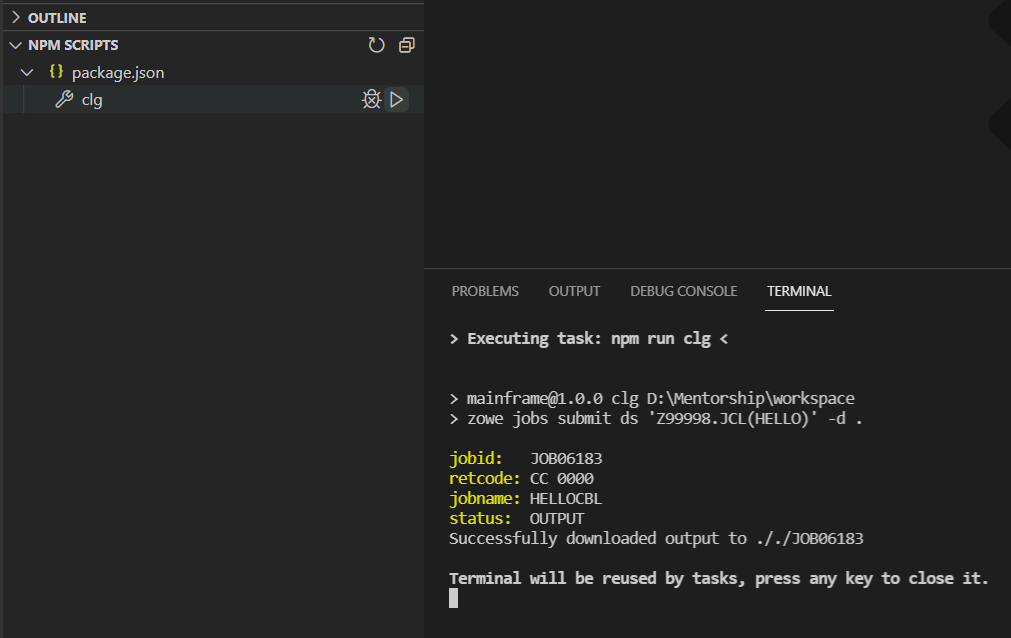 OUTLINE
NPM SCRIPTS
{} package.json
clg
PROBLEMS OUTPUT DEBUG CONSOLE TERMINAL
> Executing task: npm run clg <
> mainframe@1.0.0 clg D:\Mentorship\workspace
> zowe jobs submit ds 'Z99998.JCL(HELLO)' -d .
jobid: JOB06183
retcode: CC 0000
jobname: HELLOCBL
status: OUTPUT
Successfully downloaded output to ././JOB06183
Terminal will be reused by tasks, press any key to close it.